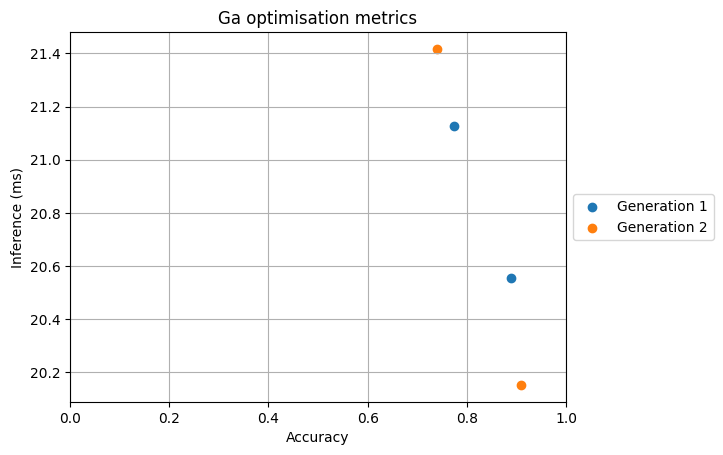 Ga optimisation metrics
Inference (ms)
21.4
21.2
21.0
20.8
20.6
20.4
20.2
0.0 0.2 0.4 0.6 0.8 1.0
Accuracy
Generation 1
Generation 2